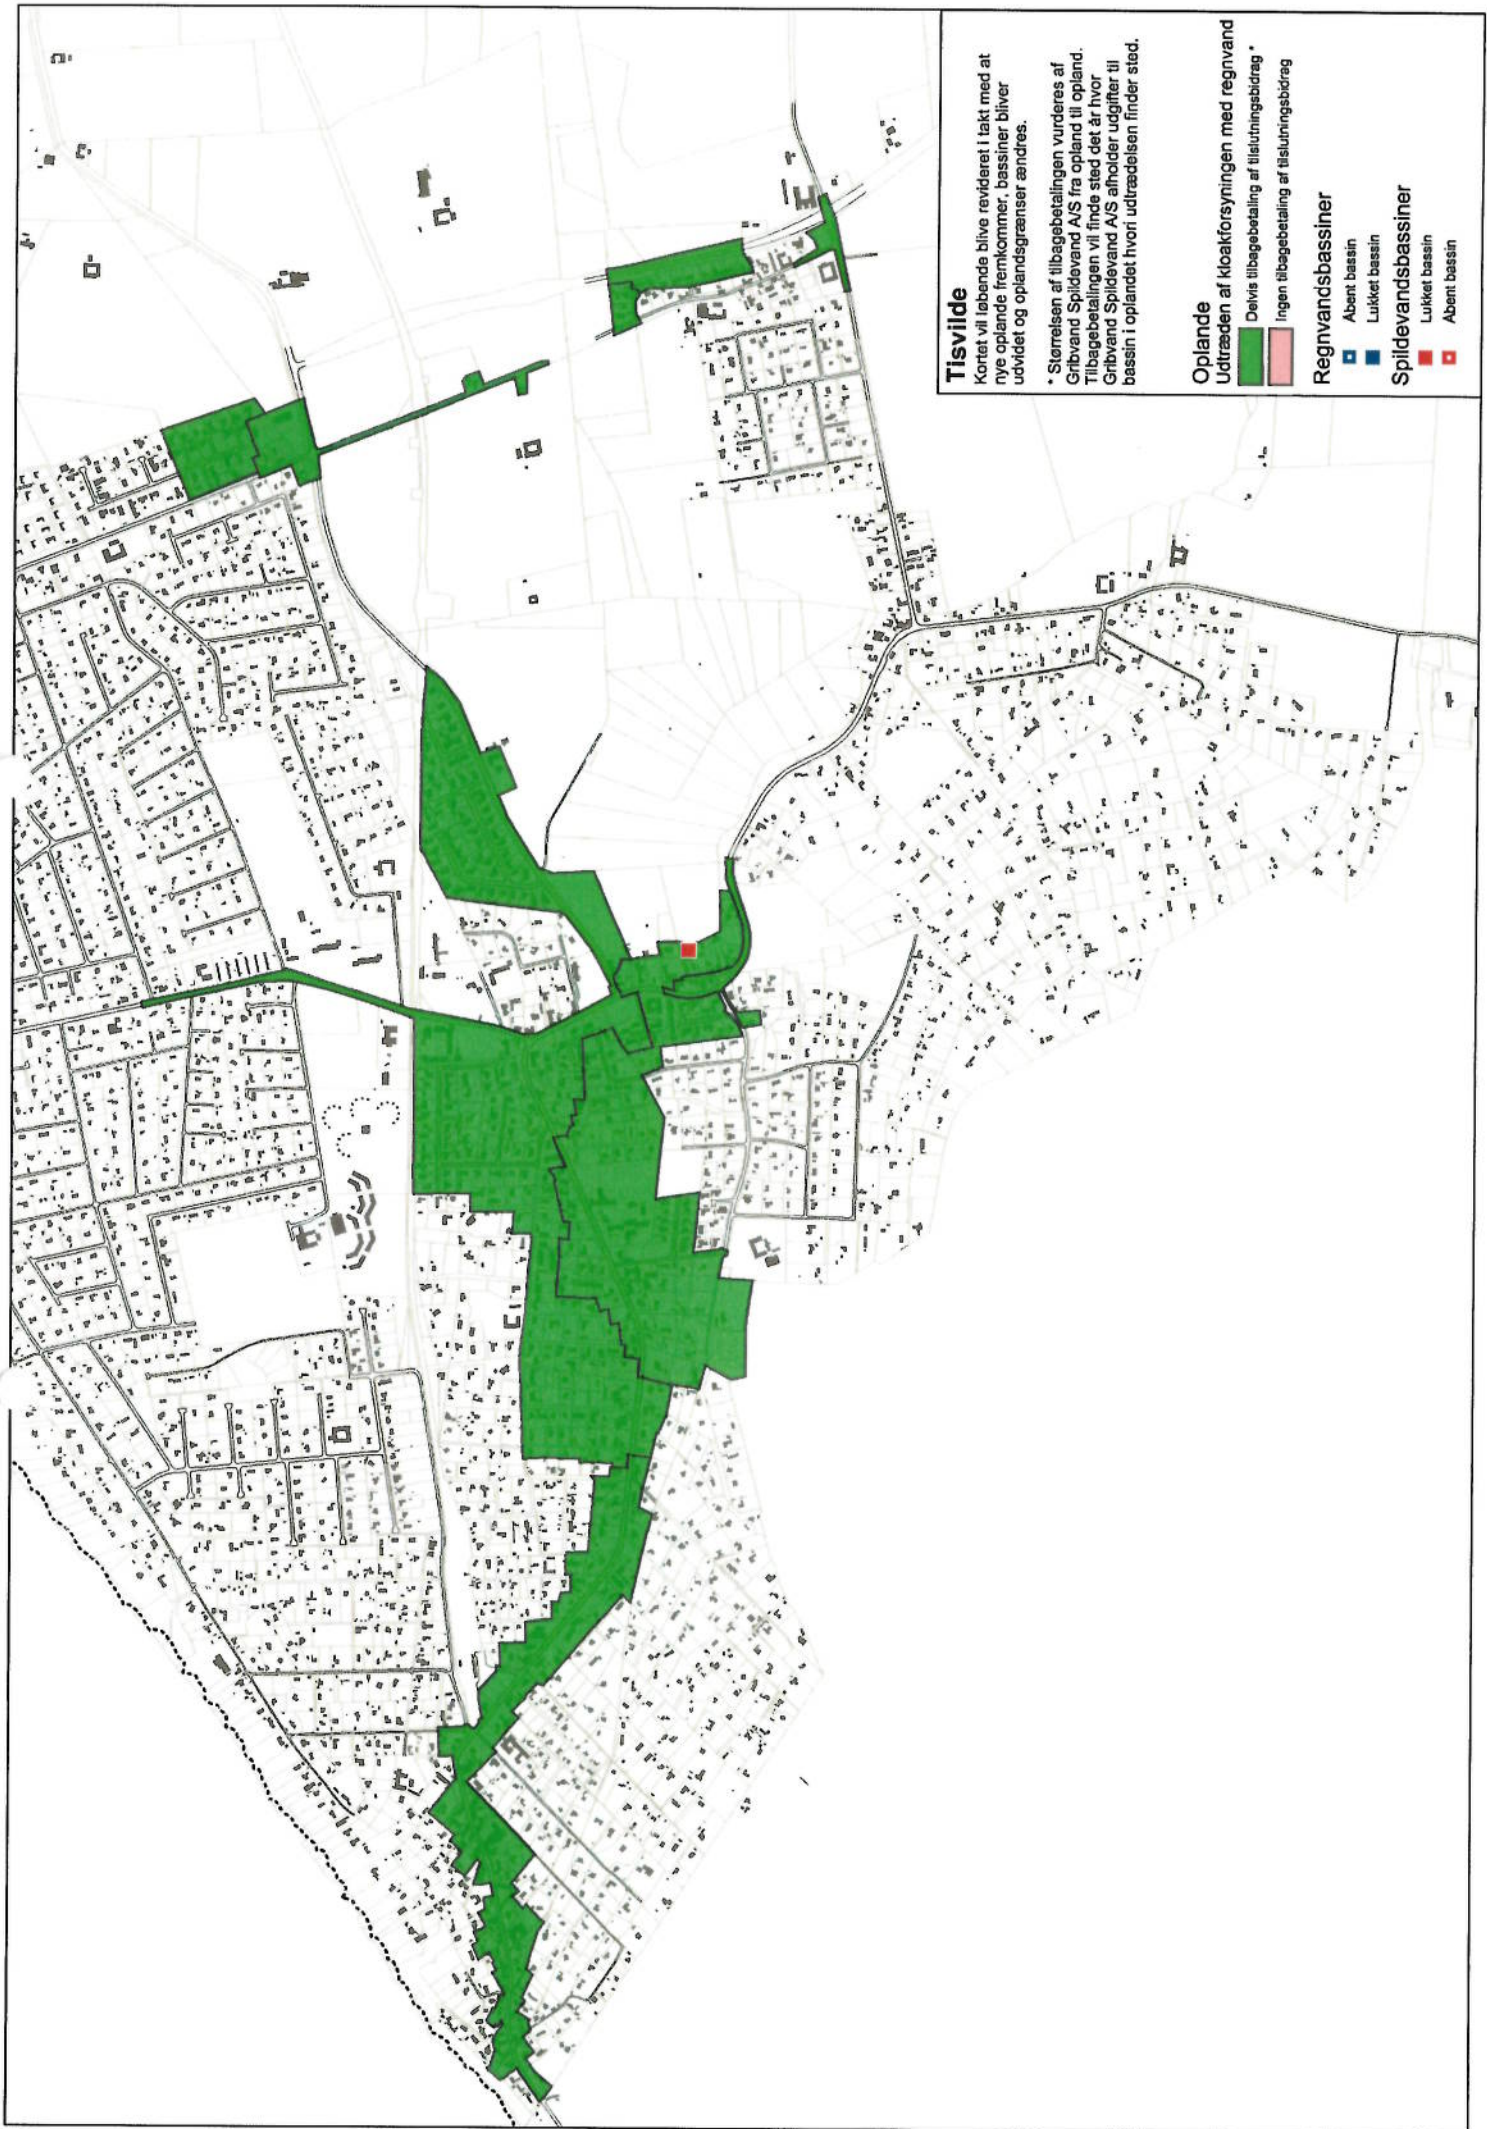 Tisvilde
Kortet vil løbende blive revideret i takt med at
nye oplande fremkommer, bassiner bliver
udvidet og oplandsgrænser ændres.
* Størrelsen af tilbagebetalingen vurderes af
Gribvand Spildevand A/S fra opland til opland.
Tilbagebetalingen vil finde sted det år hvor
Gribvand Spildevand A/S afholder udgifter til
bassin i oplandet hvori udtrædelsen finder sted.
Oplande
Udtræden af kloakforsyningen med regnvand
Delvis tilbagebetaling af tilslutningsbidrag *
Ingen tilbagebetaling af tilslutningsbidrag
Regnvandsbassiner
Åbent bassin
Lukket bassin
Spildevandsbassiner
Lukket bassin
Åbent bassin